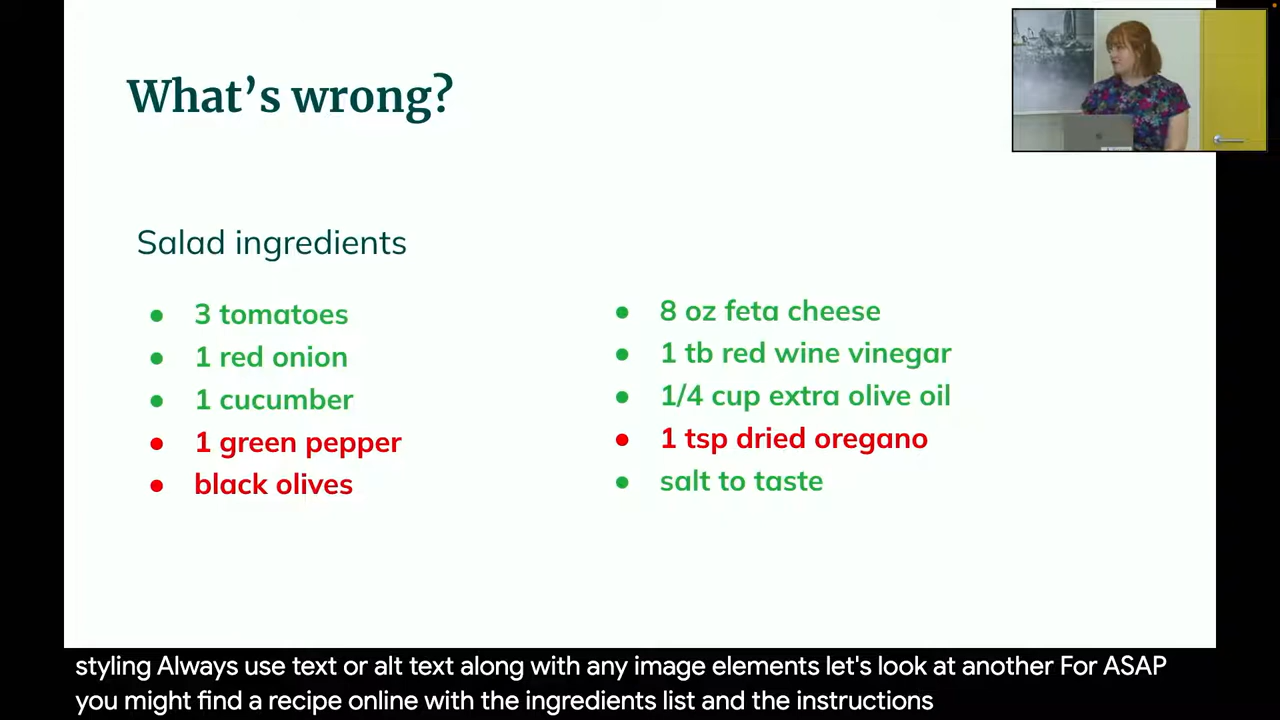 What's wrong?
Salad ingredients
● 3 tomatoes
● 1 red onion
● 1 cucumber
● 1 green pepper
● black olives
● 8 oz feta cheese
● 1 tb red wine vinegar
● 1/4 cup extra olive oil
● 1 tsp dried oregano
● salt to taste
styling Always use text or alt text along with any image elements let's look at another For ASAP
you might find a recipe online with the ingredients list and the instructions